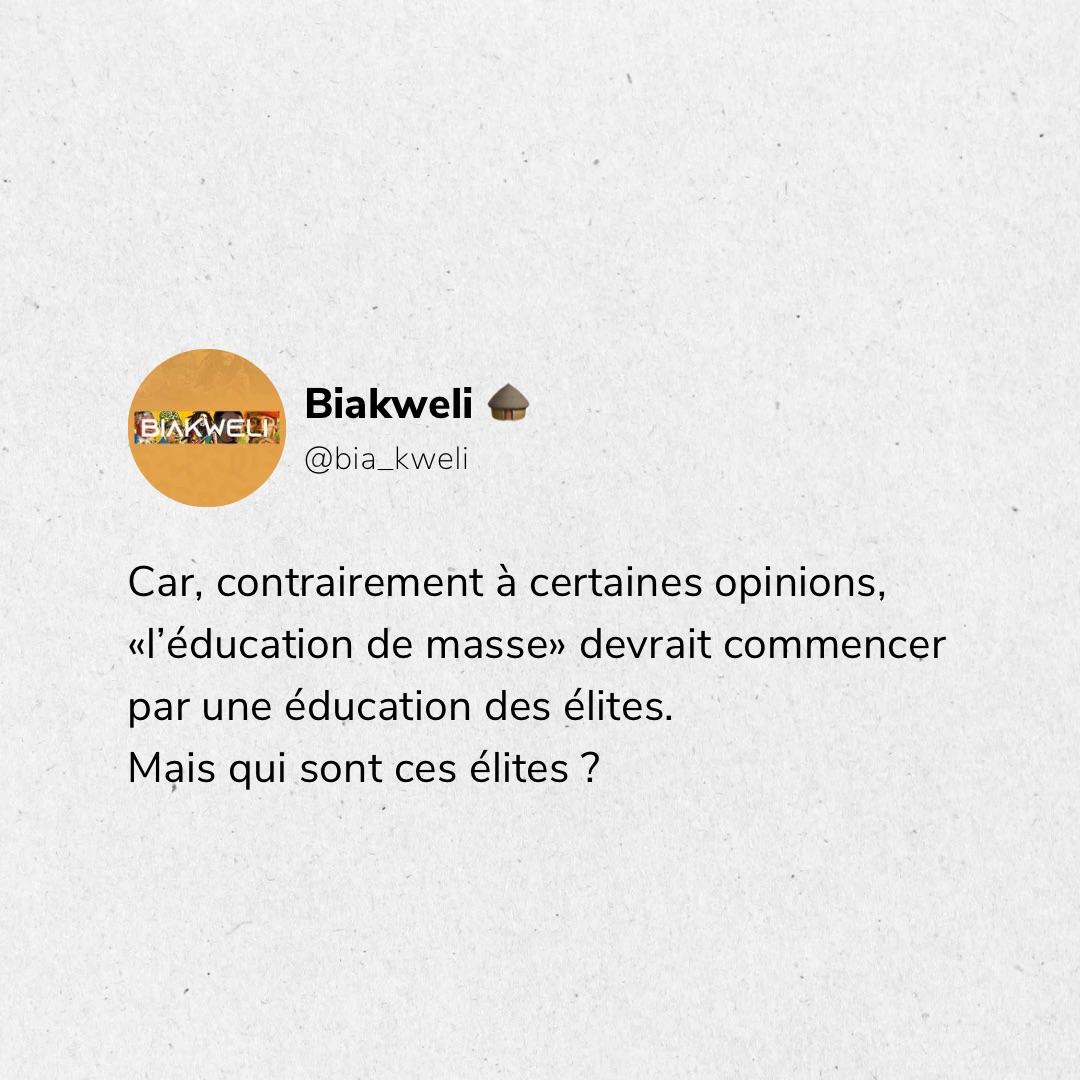 BIAKWELI
Biakweli
@bia_kweli
Car, contrairement à certaines opinions,
«l’éducation de masse» devrait commencer
par une éducation des élites.
Mais qui sont ces élites ?